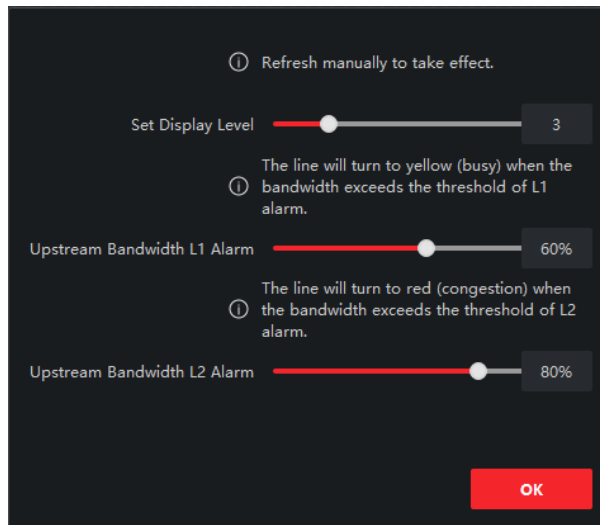 Refresh manually to take effect.
Set Display Level
3
The line will turn to yellow (busy) when the
bandwidth exceeds the threshold of L1
alarm.
Upstream Bandwidth L1 Alarm
60%
The line will turn to red (congestion) when
the bandwidth exceeds the threshold of L2
alarm.
Upstream Bandwidth L2 Alarm
80%
OK